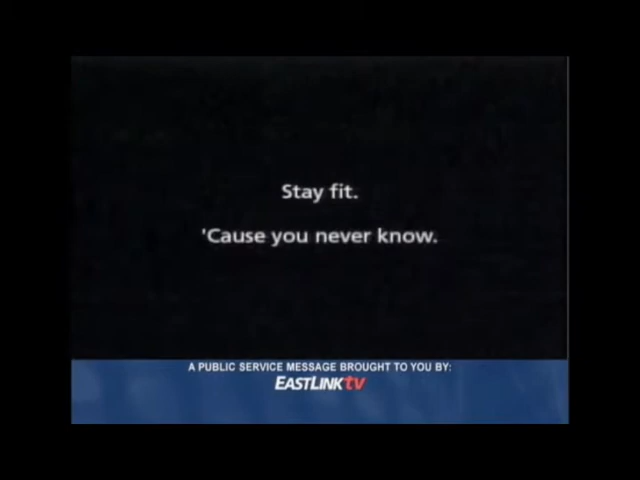 Stay fit.
'Cause you never know.
A PUBLIC SERVICE MESSAGE BROUGHT TO YOU BY:
EASTLINKtv